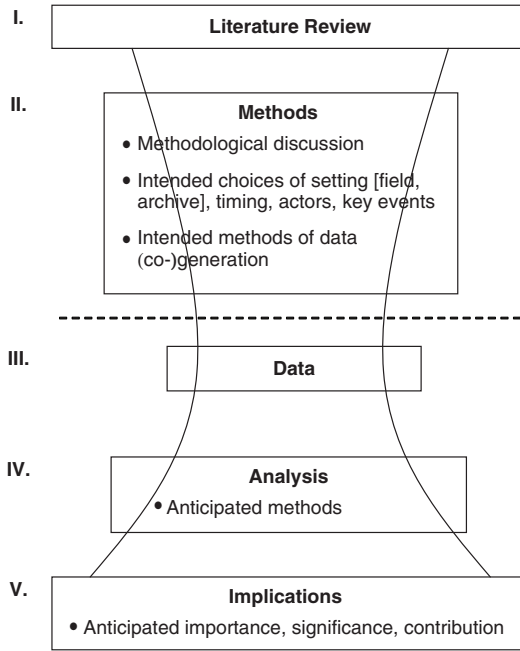 I.
Literature Review
II.
Methods
• Methodological discussion
• Intended choices of setting [field,
archive], timing, actors, key events
• Intended methods of data
(co-)generation
III.
Data
IV.
Analysis
• Anticipated methods
V.
Implications
• Anticipated importance, significance, contribution